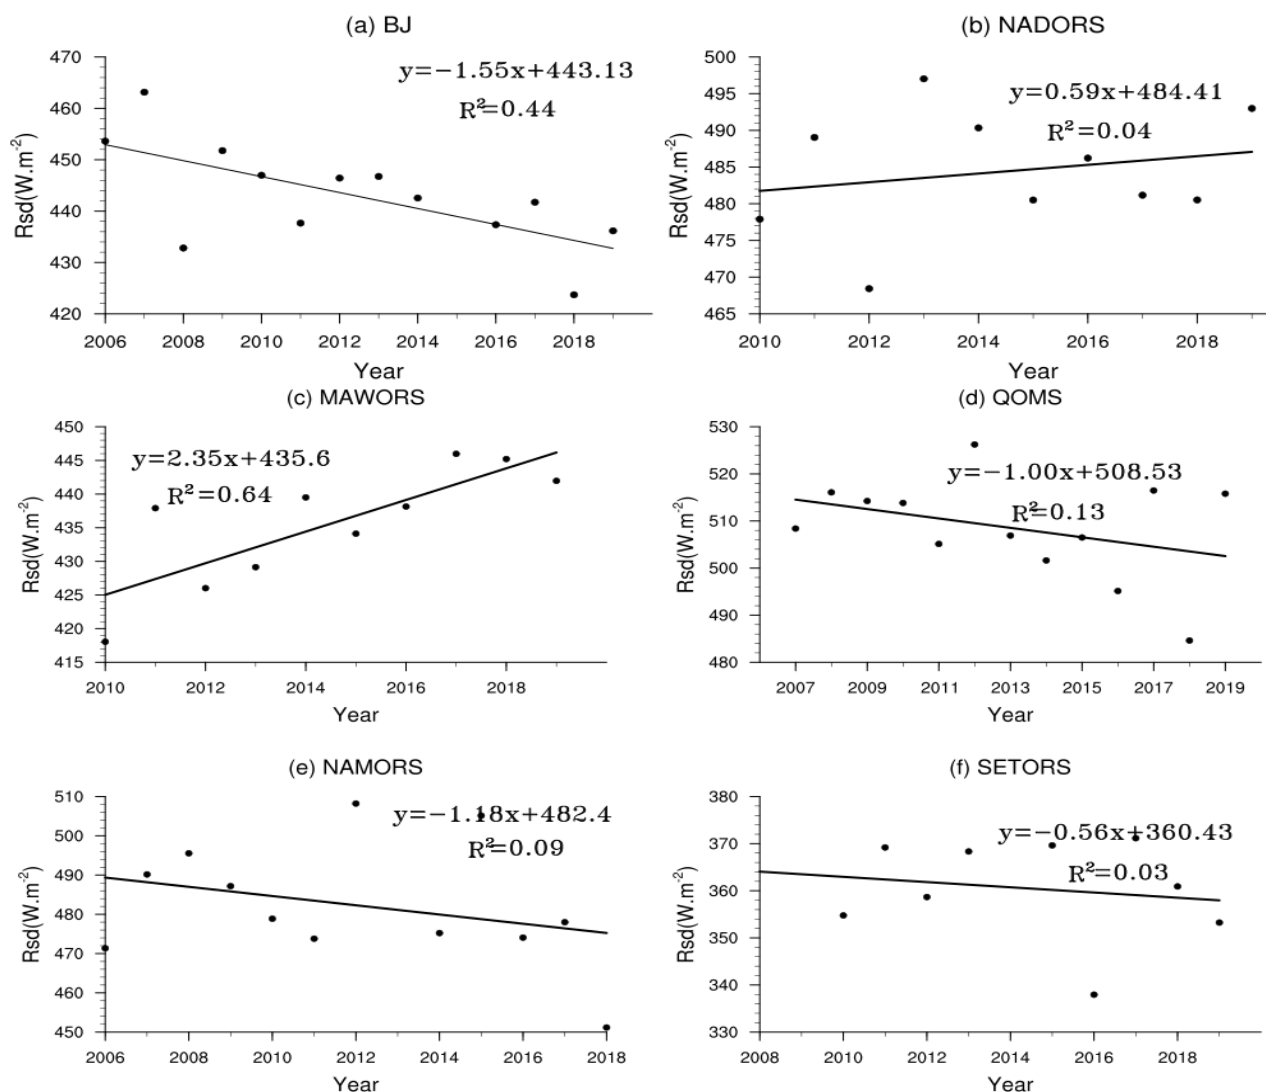 (a) BJ
y=−1.55x+443.13
R²=0.44
Rsd(W.m⁻²)
470
460
450
440
430
420
2006 2008 2010 2012 2014 2016 2018
Year
(b) NADORS
y=0.59x+484.41
R²=0.04
Rsd(W.m⁻²)
500
495
490
485
480
475
470
465
2010 2012 2014 2016 2018
Year
(c) MAWORS
y=2.35x+435.6
R²=0.64
Rsd(W.m⁻²)
450
445
440
435
430
425
420
415
2010 2012 2014 2016 2018
Year
(d) QOMS
y=−1.00x+508.53
R²=0.13
Rsd(W.m⁻²)
530
520
510
500
490
480
2007 2009 2011 2013 2015 2017 2019
Year
(e) NAMORS
y=−1.18x+482.4
R²=0.09
Rsd(W.m⁻²)
510
500
490
480
470
460
450
2006 2008 2010 2012 2014 2016 2018
Year
(f) SETORS
y=−0.56x+360.43
R²=0.03
Rsd(W.m⁻²)
380
370
360
350
340
330
2008 2010 2012 2014 2016 2018
Year